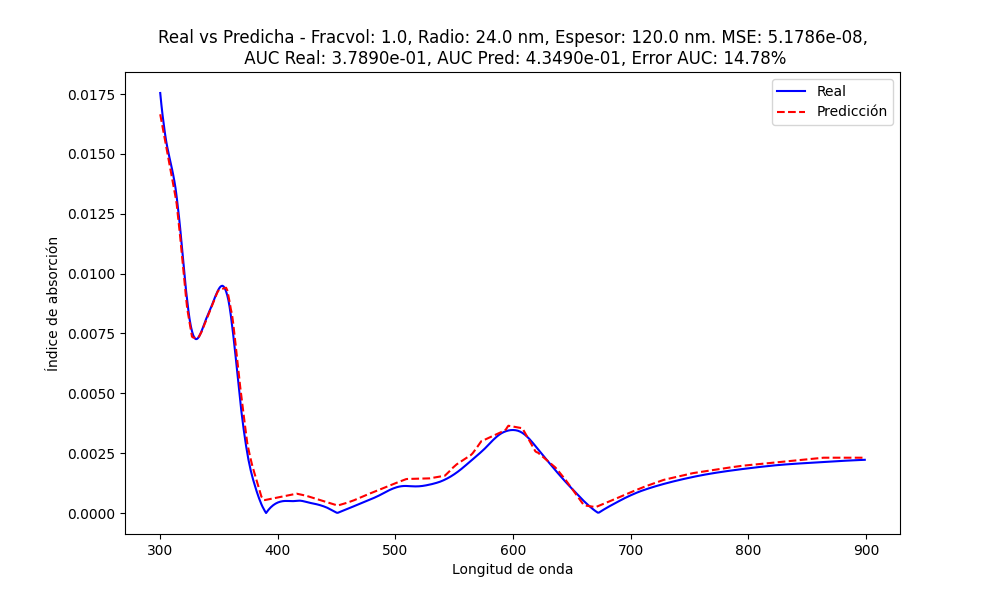 Real vs Predicha - Fracvol: 1.0, Radio: 24.0 nm, Espesor: 120.0 nm. MSE: 5.1786e-08,
AUC Real: 3.7890e-01, AUC Pred: 4.3490e-01, Error AUC: 14.78%
Real
Predicción
Índice de absorción
0.0175
0.0150
0.0125
0.0100
0.0075
0.0050
0.0025
0.0000
300 400 500 600 700 800 900
Longitud de onda